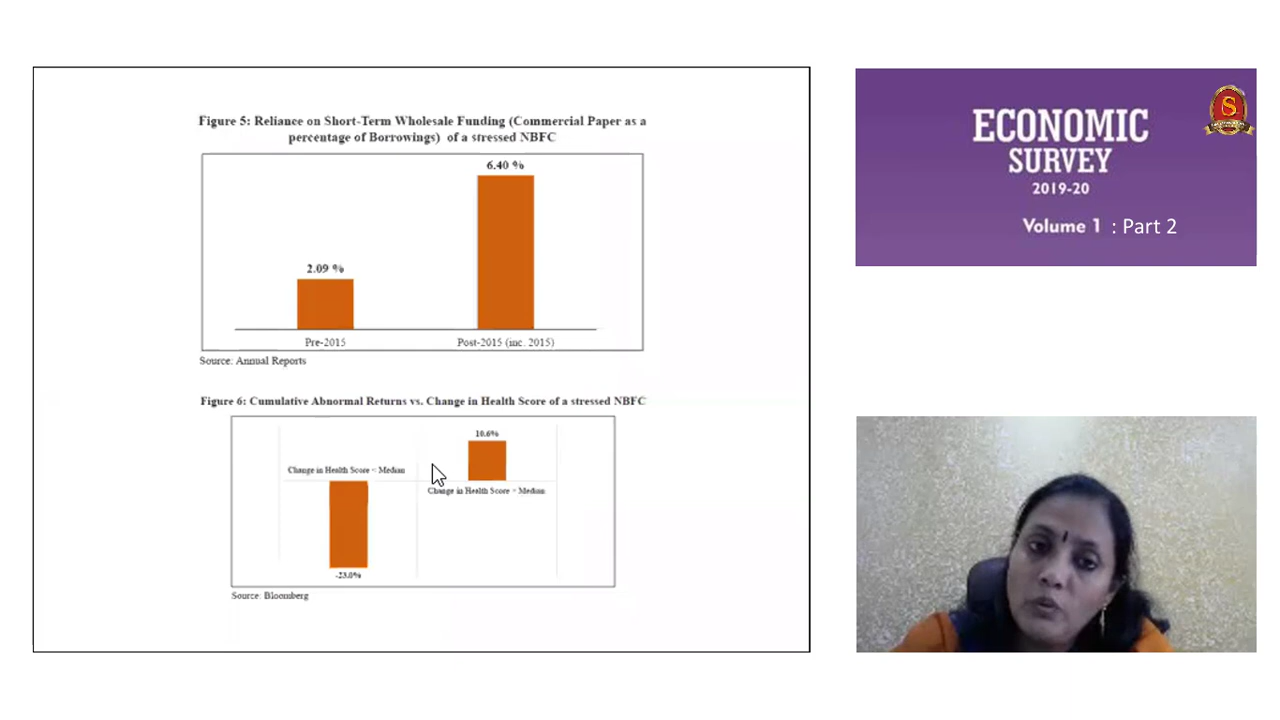 Figure 5: Reliance on Short-Term Wholesale Funding (Commercial Paper as a
percentage of Borrowings) of a stressed NBFC
6.40 %
2.09 %
Pre-2015
Post-2015 (inc. 2015)
Source: Annual Reports
Figure 6: Cumulative Abnormal Returns vs. Change in Health Score of a stressed NBFC
10.6%
Change in Health Score < Median
Change in Health Score > Median
-23.0%
Source: Bloomberg
ECONOMIC
SURVEY
2019-20
Volume 1 : Part 2
S